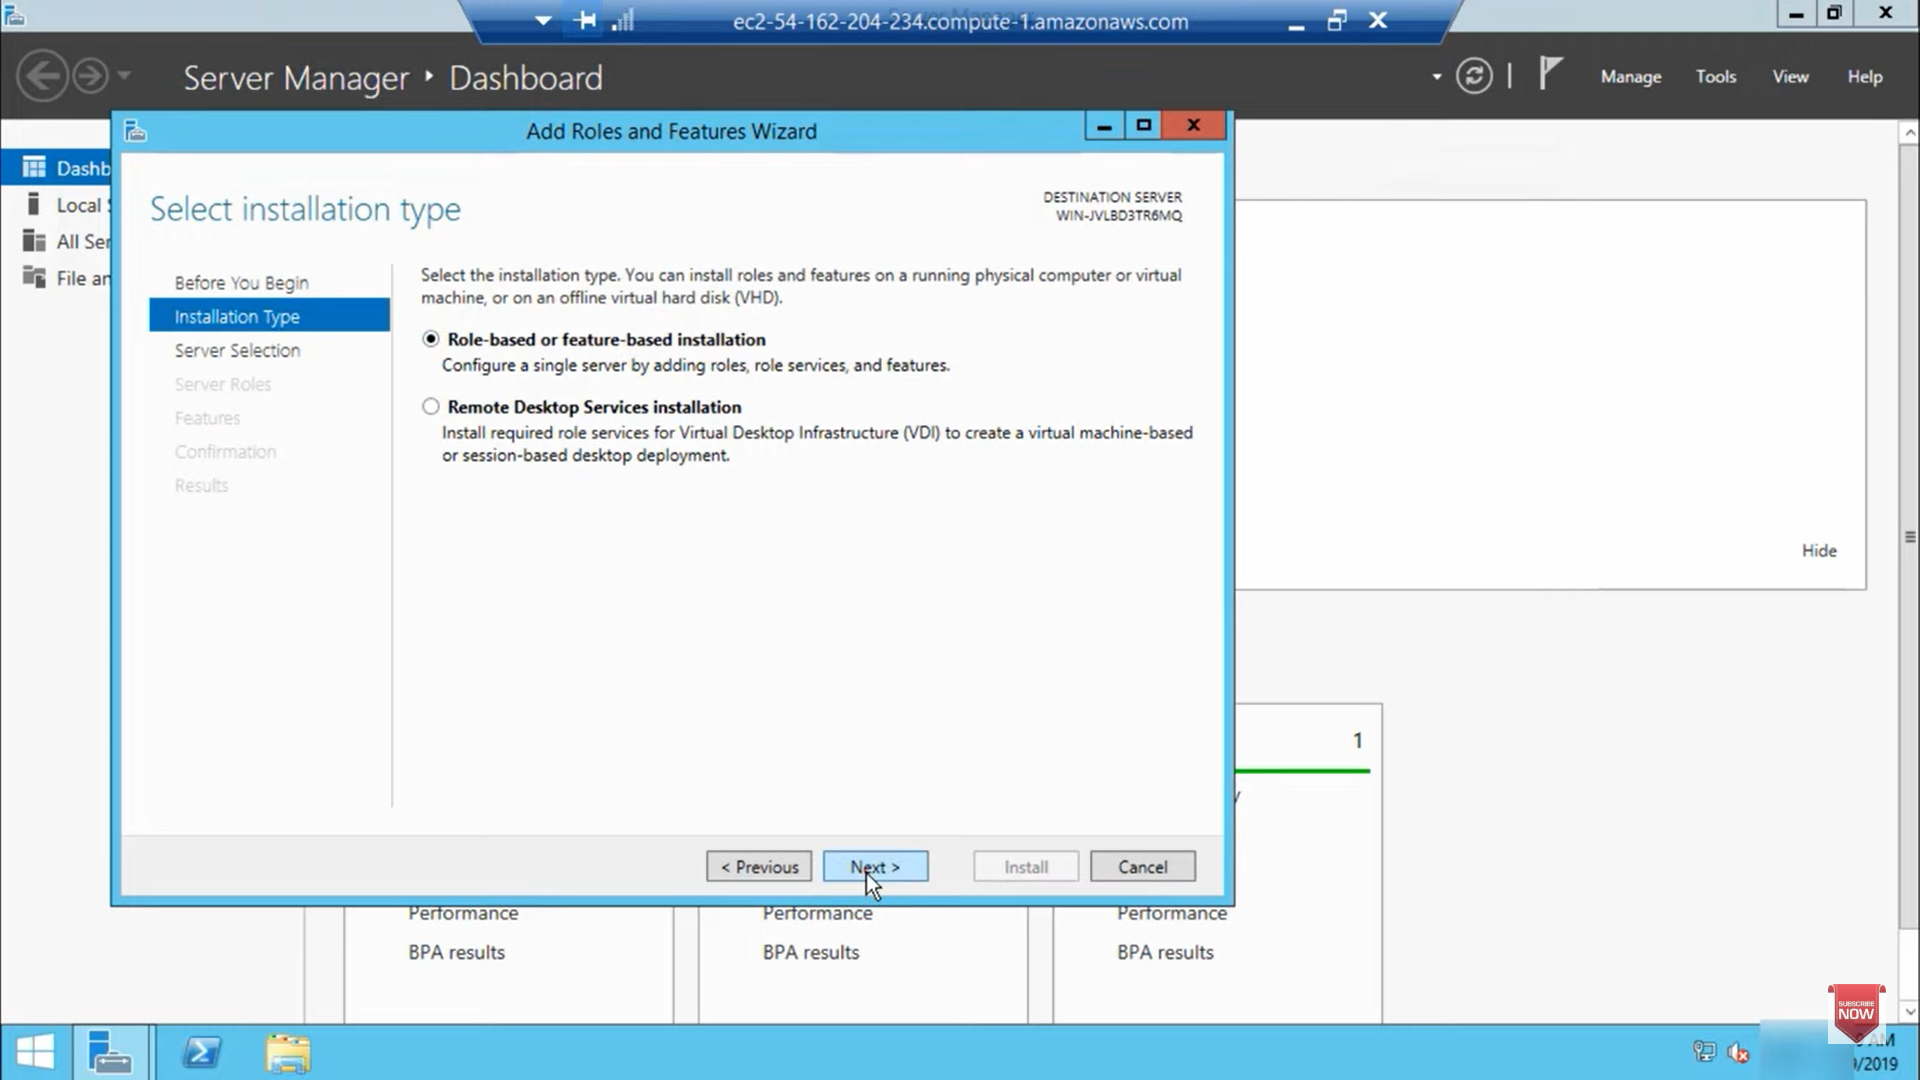 ec2-54-162-204-234.compute-1.amazonaws.com
Server Manager
Dashboard
Manage
Tools
View
Help
Add Roles and Features Wizard
Dashb
Local
All Ser
File an
Select installation type
DESTINATION SERVER
WIN-JVLBD3TR6MQ
Before You Begin
Installation Type
Server Selection
Server Roles
Features
Confirmation
Results
Select the installation type. You can install roles and features on a running physical computer or virtual
machine, or on an offline virtual hard disk (VHD).
Role-based or feature-based installation
Configure a single server by adding roles, role services, and features.
Remote Desktop Services installation
Install required role services for Virtual Desktop Infrastructure (VDI) to create a virtual machine-based
or session-based desktop deployment.
Hide
1
< Previous
Next >
Install
Cancel
Performance
Performance
Performance
BPA results
BPA results
BPA results
SUBSCRIBE
NOW
AM
/2019